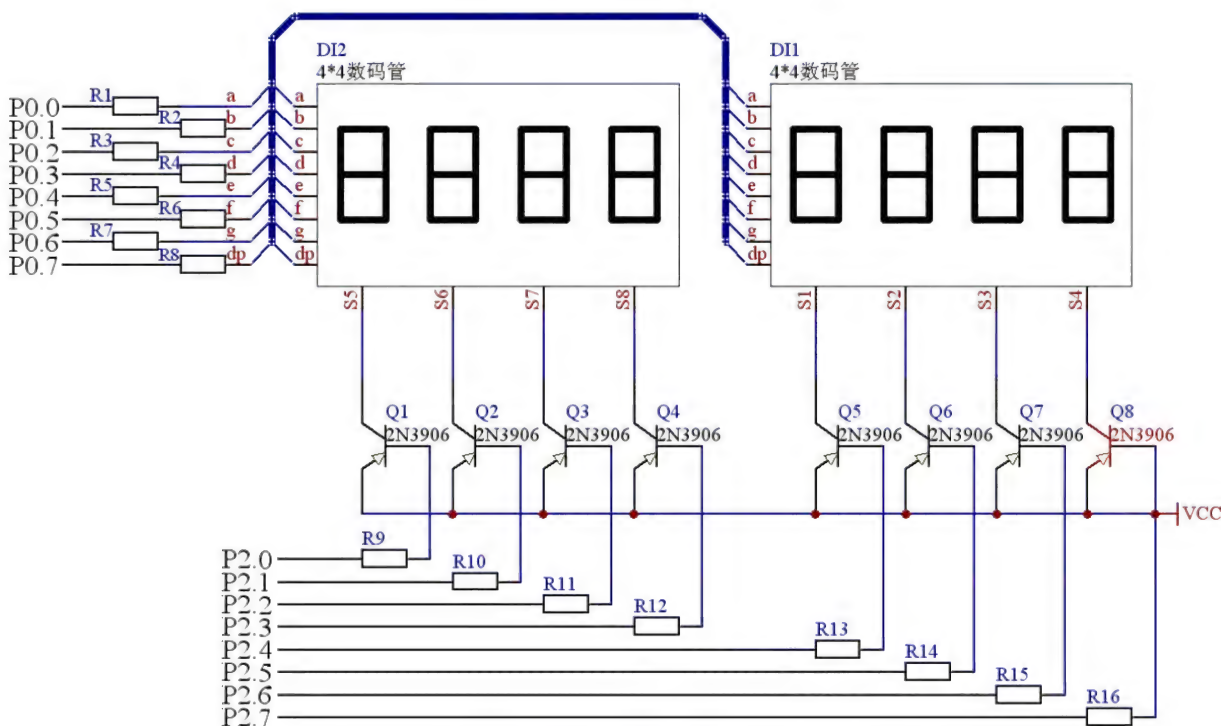 DI2
4*4数码管
DI1
4*4数码管
P0.0 R1 a a a
P0.1 R2 b b b
P0.2 R3 c c c
P0.3 R4 d d d
P0.4 R5 e e e
P0.5 R6 f f f
P0.6 R7 g g g
P0.7 R8 dp dp dp
S5 S6 S7 S8 S1 S2 S3 S4
Q1 Q2 Q3 Q4 Q5 Q6 Q7 Q8
2N3906 2N3906 2N3906 2N3906 2N3906 2N3906 2N3906 2N3906
VCC
P2.0 R9
P2.1 R10
P2.2 R11
P2.3 R12
P2.4 R13
P2.5 R14
P2.6 R15
P2.7 R16